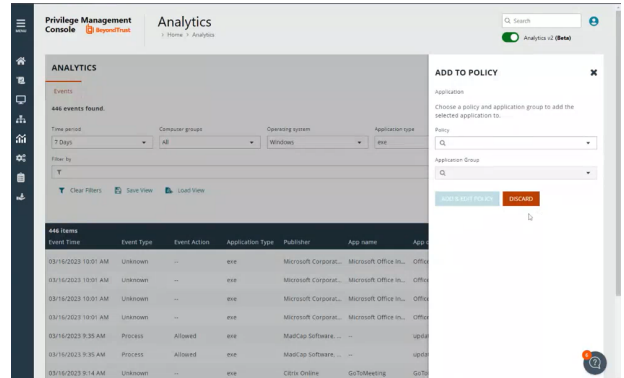 MENU
Privilege Management
Console BeyondTrust
Analytics
> Home > Analytics
Search
Analytics v2 (Beta)
ANALYTICS
Events
446 events found.
Time period
Computer groups
Operating system
Application type
7 Days
All
Windows
exe
Filter by
Clear Filters
Save View
Load View
446 items
Event Time Event Type Event Action Application Type Publisher App name App d
03/16/2023 10:01 AM Unknown -- exe Microsoft Corporat... Microsoft Office In... Office
03/16/2023 10:01 AM Unknown -- exe Microsoft Corporat... Microsoft Office In... Office
03/16/2023 10:01 AM Unknown -- exe Microsoft Corporat... Microsoft Office In... Office
03/16/2023 10:01 AM Unknown -- exe Microsoft Corporat... Microsoft Office In... Office
03/16/2023 9:35 AM Process Allowed exe MadCap Software, ... -- updat
03/16/2023 9:35 AM Process Allowed exe MadCap Software, ... -- updat
03/16/2023 9:14 AM Unknown -- exe Citrix Online GoToMeeting GoTo
ADD TO POLICY
Application
Choose a policy and application group to add the
selected application to.
Policy
Application Group
ADD & EDIT POLICY
DISCARD